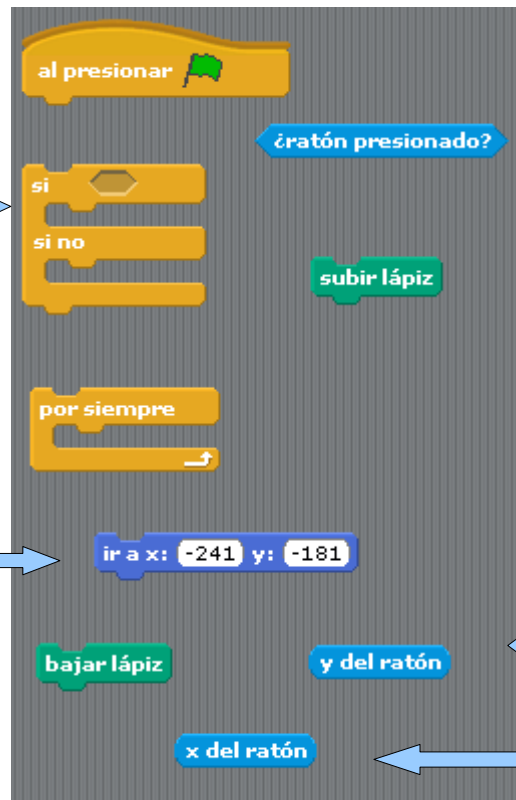 al presionar
¿ratón presionado?
si
si no
subir lápiz
por siempre
ir a x: -241 y: -181
bajar lápiz
y del ratón
x del ratón